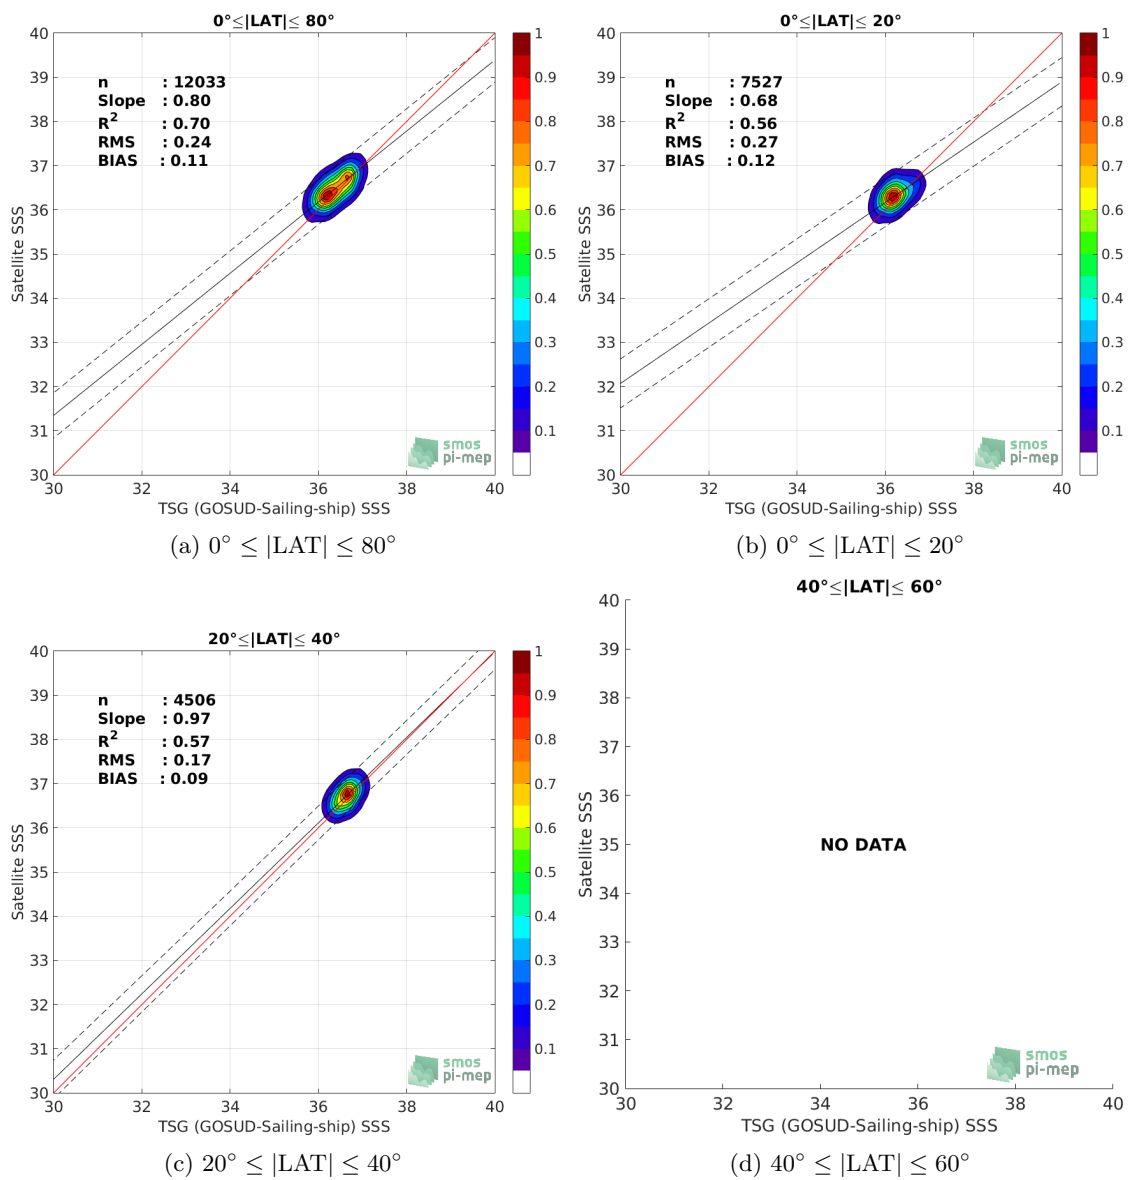 0°≤|LAT|≤ 80°
40
39
38
37
36
35
34
33
32
31
30
30
32
34
36
38
40
Satellite SSS
TSG (GOSUD-Sailing-ship) SSS
n : 12033
Slope : 0.80
R2 : 0.70
RMS : 0.24
BIAS : 0.11
1
0.9
0.8
0.7
0.6
0.5
0.4
0.3
0.2
0.1
smos
pi-mep
(a) 0° ≤ |LAT| ≤ 80°
0°≤|LAT|≤ 20°
40
39
38
37
36
35
34
33
32
31
30
30
32
34
36
38
40
Satellite SSS
TSG (GOSUD-Sailing-ship) SSS
n : 7527
Slope : 0.68
R2 : 0.56
RMS : 0.27
BIAS : 0.12
1
0.9
0.8
0.7
0.6
0.5
0.4
0.3
0.2
0.1
smos
pi-mep
(b) 0° ≤ |LAT| ≤ 20°
20°≤|LAT|≤ 40°
40
39
38
37
36
35
34
33
32
31
30
30
32
34
36
38
40
Satellite SSS
TSG (GOSUD-Sailing-ship) SSS
n : 4506
Slope : 0.97
R2 : 0.57
RMS : 0.17
BIAS : 0.09
1
0.9
0.8
0.7
0.6
0.5
0.4
0.3
0.2
0.1
smos
pi-mep
(c) 20° ≤ |LAT| ≤ 40°
40°≤|LAT|≤ 60°
40
39
38
37
36
35
34
33
32
31
30
30
32
34
36
38
40
Satellite SSS
TSG (GOSUD-Sailing-ship) SSS
NO DATA
smos
pi-mep
(d) 40° ≤ |LAT| ≤ 60°